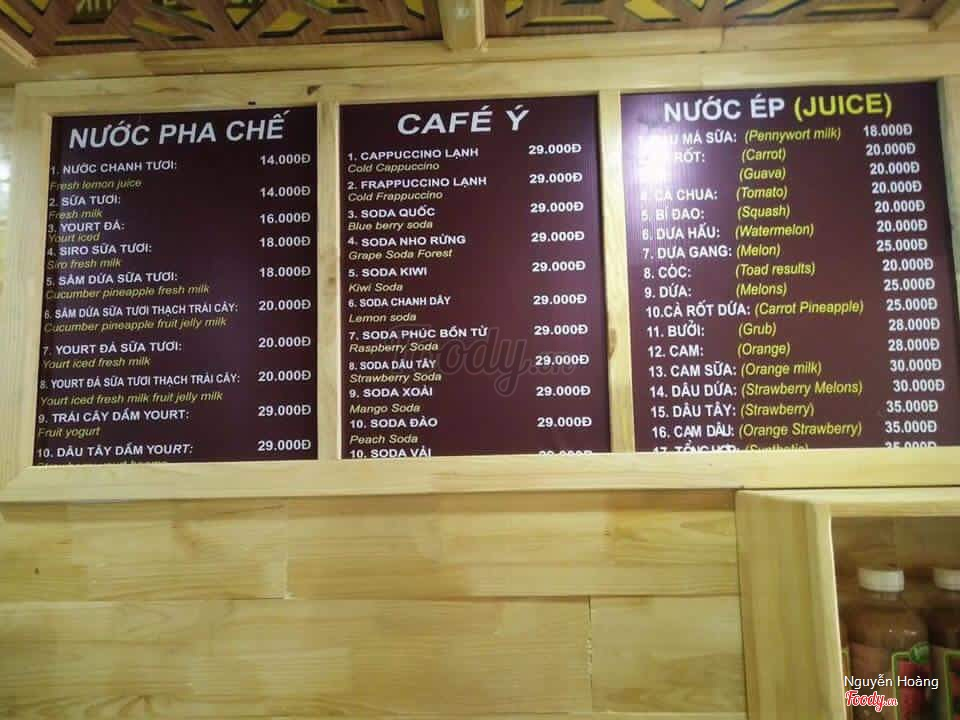 NƯỚC PHA CHẾ
1. NƯỚC CHANH TƯƠI: 14.000Đ
Fresh lemon juice
2. SỮA TƯƠI: 14.000Đ
Fresh milk
3. YOURT ĐÁ: 16.000Đ
Yourt iced
4. SIRO SỮA TƯƠI: 18.000Đ
Siro fresh milk
5. SÂM DỨA SỮA TƯƠI: 18.000Đ
Cucumber pineapple fresh milk
6. SÂM DỨA SỮA TƯƠI THẠCH TRÁI CÂY: 20.000Đ
Cucumber pineapple fruit jelly milk
7. YOURT ĐÁ SỮA TƯƠI: 20.000Đ
Yourt iced fresh milk
8. YOURT ĐÁ SỮA TƯƠI THẠCH TRÁI CÂY: 20.000Đ
Yourt iced fresh milk fruit jelly milk
9. TRÁI CÂY DẦM YOURT: 29.000Đ
Fruit yogurt
10. DÂU TÂY DẦM YOURT: 29.000Đ
CAFÉ Ý
1. CAPPUCCINO LẠNH 29.000Đ
Cold Cappuccino
2. FRAPPUCCINO LẠNH 29.000Đ
Cold Frappuccino
3. SODA QUỐC 29.000Đ
Blue berry soda
4. SODA NHO RỪNG 29.000Đ
Grape Soda Forest
5. SODA KIWI 29.000Đ
Kiwi Soda
6. SODA CHANH DÂY 29.000Đ
Lemon soda
7. SODA PHÚC BỒN TỬ 29.000Đ
Raspberry Soda
8. SODA DÂU TÂY 29.000Đ
Strawberry Soda
9. SODA XOÀI 29.000Đ
Mango Soda
10. SODA ĐÀO 29.000Đ
Peach Soda
10. SODA VẢI 29.000Đ
NƯỚC ÉP (JUICE)
MÁ SỮA: (Pennywort milk) 18.000Đ
RỐT: (Carrot) 20.000Đ
(Guava) 20.000Đ
CÀ CHUA: (Tomato) 20.000Đ
5. BÍ ĐAO: (Squash) 20.000Đ
6. DƯA HẤU: (Watermelon) 20.000Đ
7. DƯA GANG: (Melon) 25.000Đ
8. CÓC: (Toad results) 20.000Đ
9. DỨA: (Melons) 25.000Đ
10.CÀ RỐT DỨA: (Carrot Pineapple) 25.000Đ
11. BƯỞI: (Grub) 28.000Đ
12. CAM: (Orange) 28.000Đ
13. CAM SỮA: (Orange milk) 30.000Đ
14. DÂU DỨA: (Strawberry Melons) 30.000Đ
15. DÂU TÂY: (Strawberry) 35.000Đ
16. CAM DÂU: (Orange Strawberry) 35.000Đ
17. TỔNG HỢP: (Synthetic) 35.000Đ
Foody.vn
Nguyễn Hoàng
Foody.vn